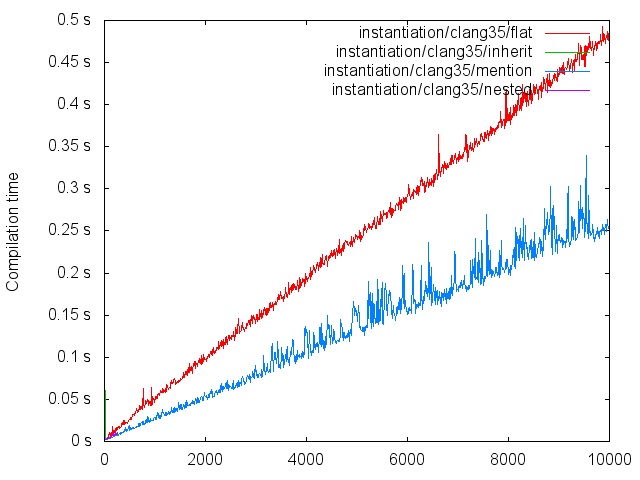 0.5 s
0.45 s
0.4 s
0.35 s
0.3 s
0.25 s
0.2 s
0.15 s
0.1 s
0.05 s
0 s
Compilation time
instantiation/clang35/flat
instantiation/clang35/inherit
instantiation/clang35/mention
instantiation/clang35/nested
0 2000 4000 6000 8000 10000